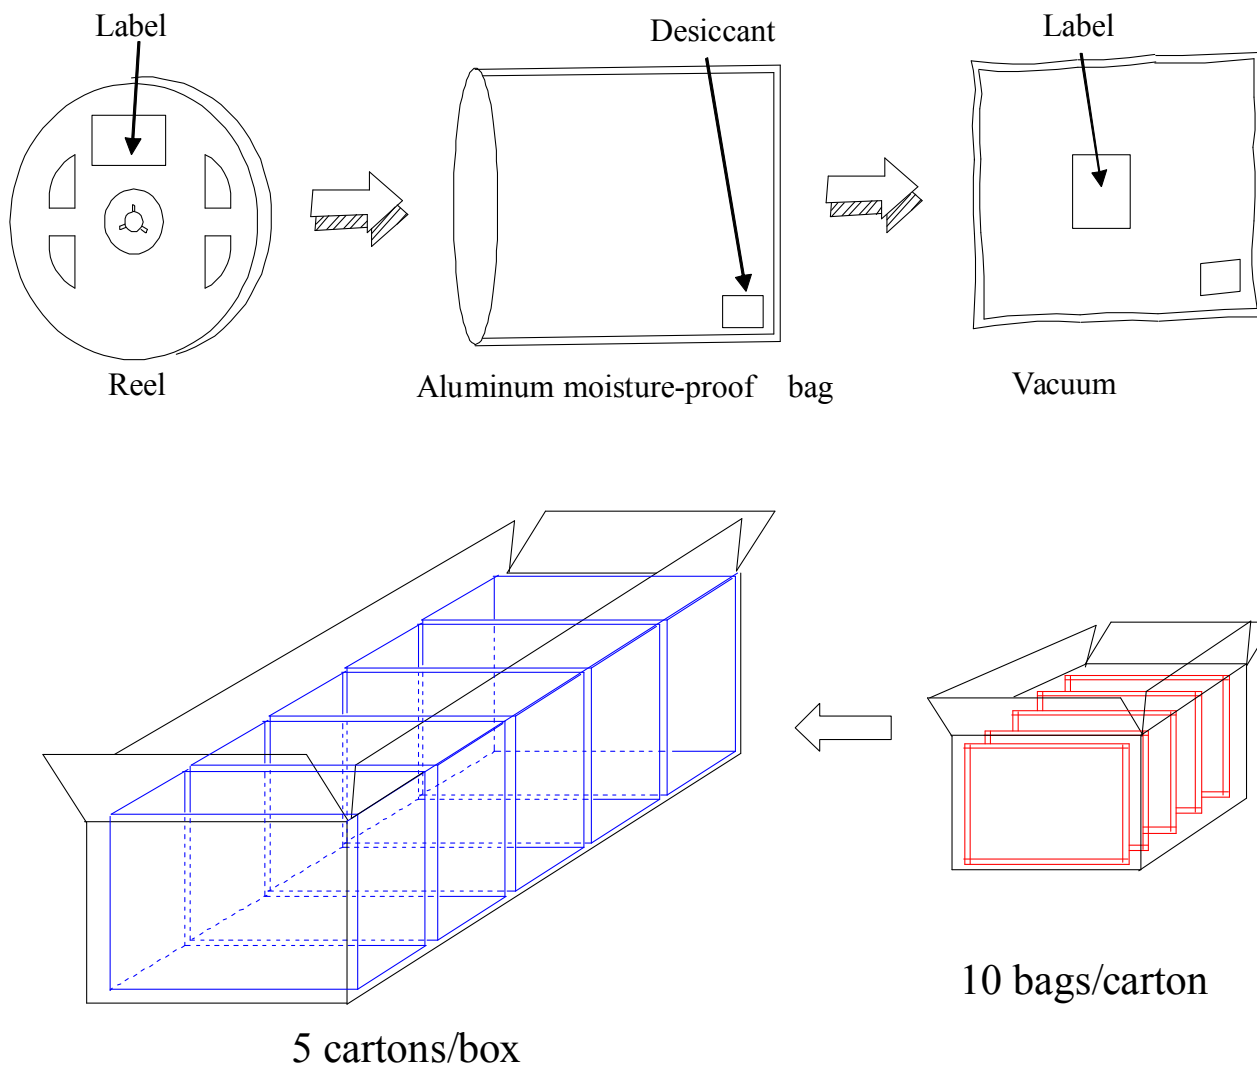 Label
Desiccant
Label
Reel
Aluminum moisture-proof bag
Vacuum
10 bags/carton
5 cartons/box